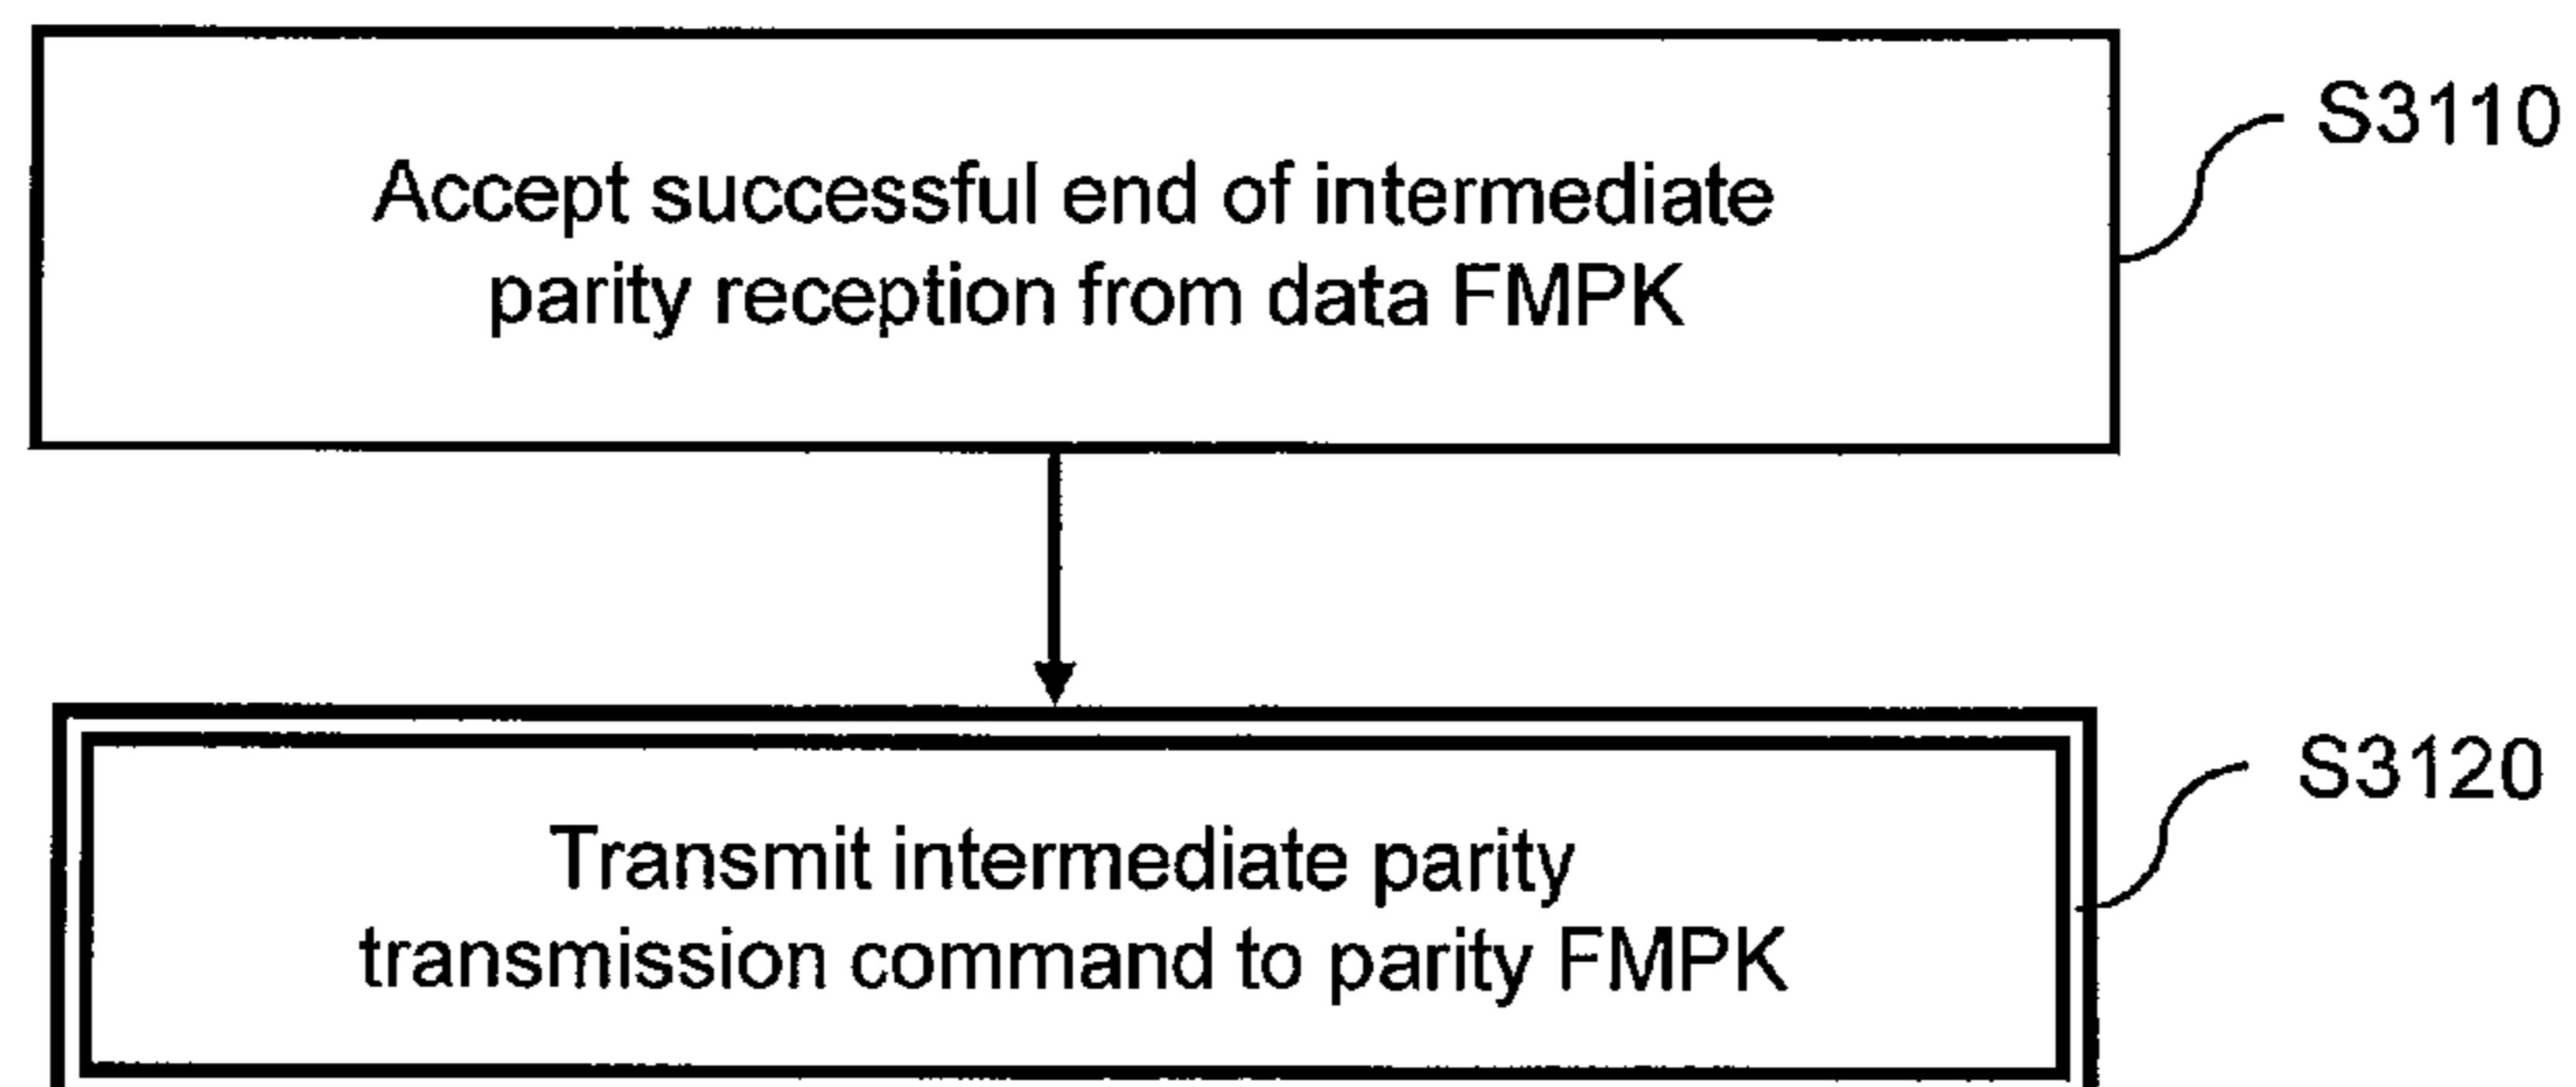 S3110
Accept successful end of intermediate
parity reception from data FMPK
S3120
Transmit intermediate parity
transmission command to parity FMPK